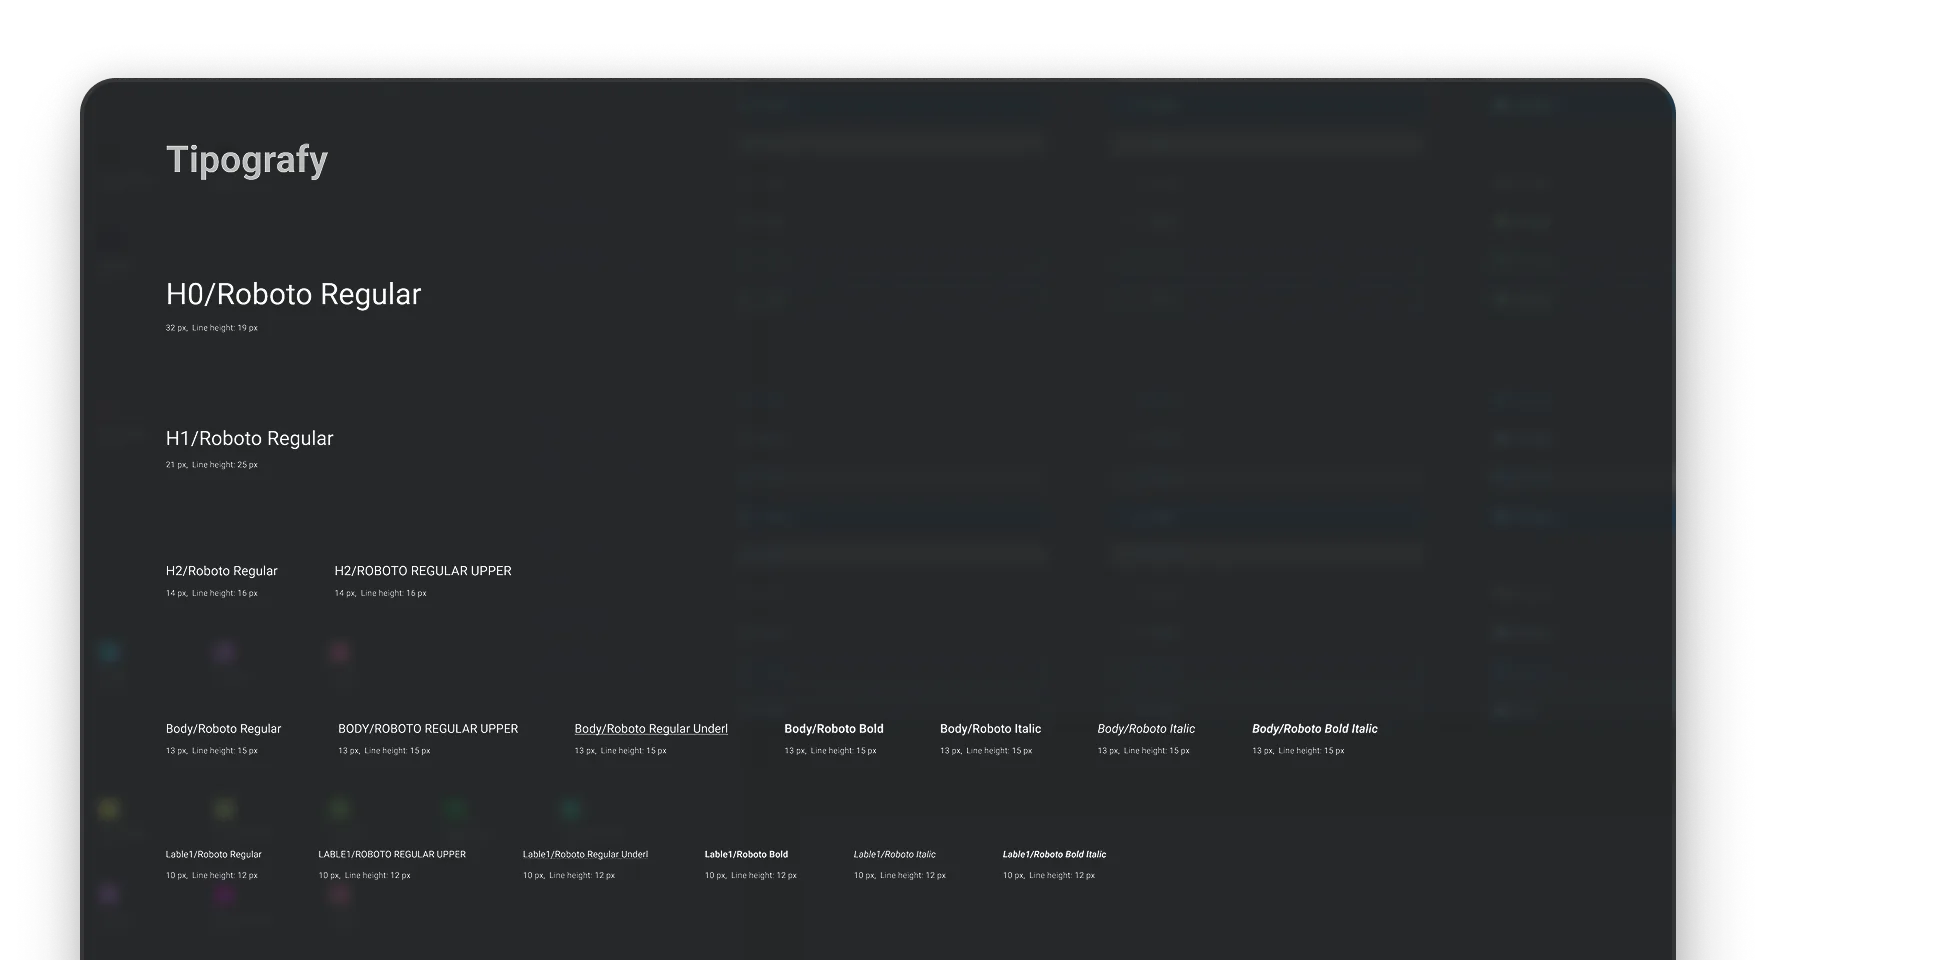 Tipografy
H0/Roboto Regular
32 px, Line height: 19 px
H1/Roboto Regular
21 px, Line height: 25 px
H2/Roboto Regular H2/ROBOTO REGULAR UPPER
14 px, Line height: 16 px 14 px, Line height: 16 px
Body/Roboto Regular BODY/ROBOTO REGULAR UPPER Body/Roboto Regular Underl Body/Roboto Bold Body/Roboto Italic Body/Roboto Italic Body/Roboto Bold Italic
13 px, Line height: 15 px 13 px, Line height: 15 px 13 px, Line height: 15 px 13 px, Line height: 15 px 13 px, Line height: 15 px 13 px, Line height: 15 px 13 px, Line height: 15 px
Lable1/Roboto Regular LABLE1/ROBOTO REGULAR UPPER Lable1/Roboto Regular Underl Lable1/Roboto Bold Lable1/Roboto Italic Lable1/Roboto Bold Italic
10 px, Line height: 12 px 10 px, Line height: 12 px 10 px, Line height: 12 px 10 px, Line height: 12 px 10 px, Line height: 12 px 10 px, Line height: 12 px